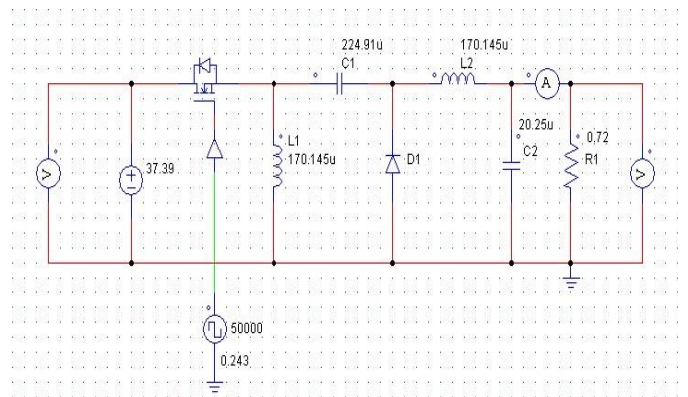 224.91u
C1
170.145u
L2
A
V
37.39
L1
170.145u
D1
20.25u
C2
0.72
R1
V
50000
0.243